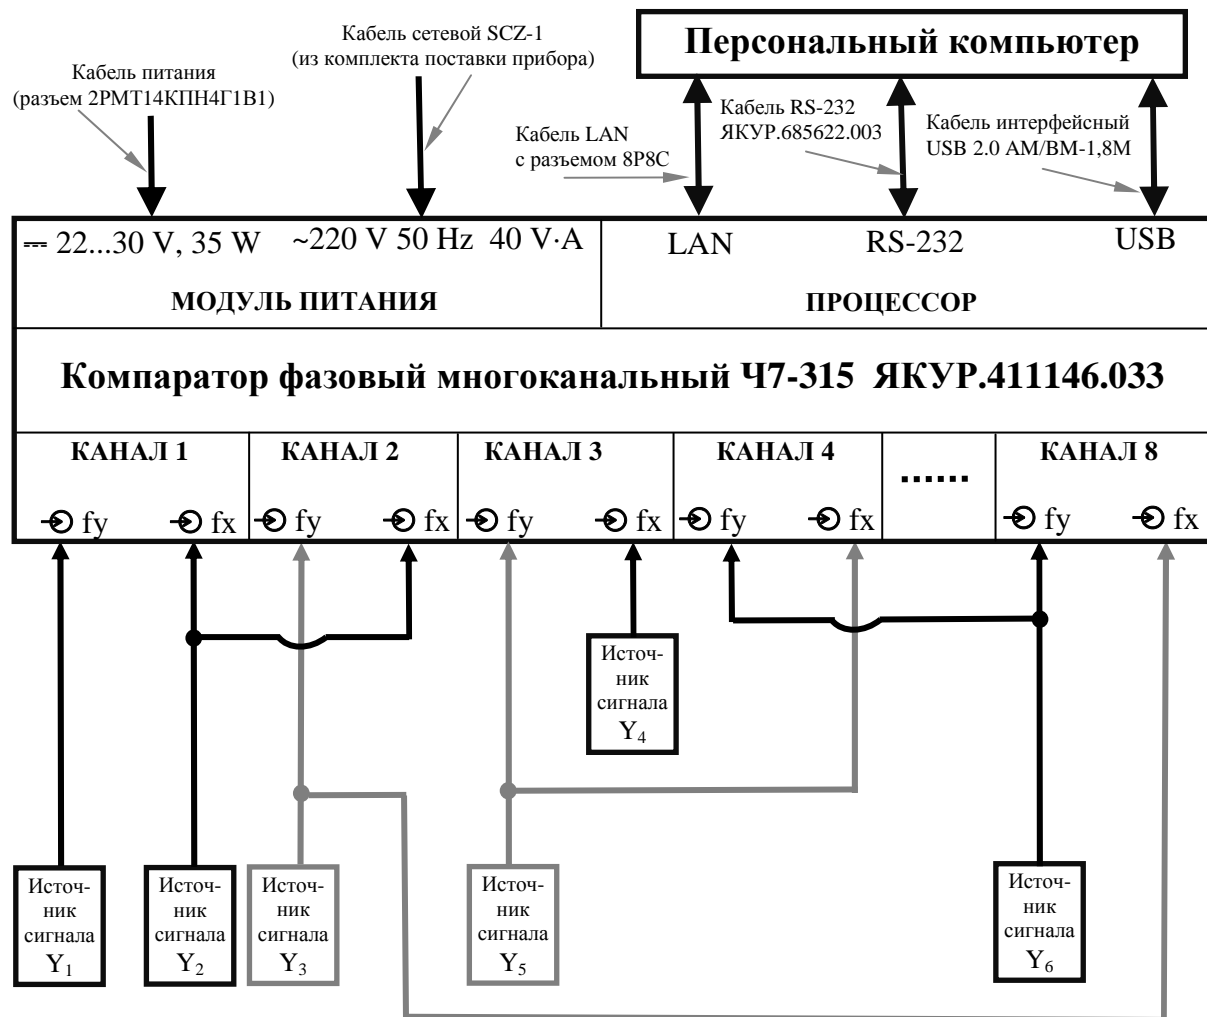 Кабель питания
(разъем 2РМТ14КПН4Г1В1)
Кабель сетевой SCZ-1
(из комплекта поставки прибора)
Персональный компьютер
Кабель LAN
с разъемом 8P8C
Кабель RS-232
ЯКУР.685622.003
Кабель интерфейсный
USB 2.0 AM/BM-1,8M
⎓ 22...30 V, 35 W
~220 V 50 Hz 40 V·A
LAN
RS-232
USB
МОДУЛЬ ПИТАНИЯ
ПРОЦЕССОР
Компаратор фазовый многоканальный Ч7-315 ЯКУР.411146.033
КАНАЛ 1
КАНАЛ 2
КАНАЛ 3
КАНАЛ 4
......
КАНАЛ 8
fy
fx
fy
fx
fy
fx
fy
fx
fy
fx
Источ-
ник
сигнала
Y₄
Источ-
ник
сигнала
Y₁
Источ-
ник
сигнала
Y₂
Источ-
ник
сигнала
Y₃
Источ-
ник
сигнала
Y₅
Источ-
ник
сигнала
Y₆